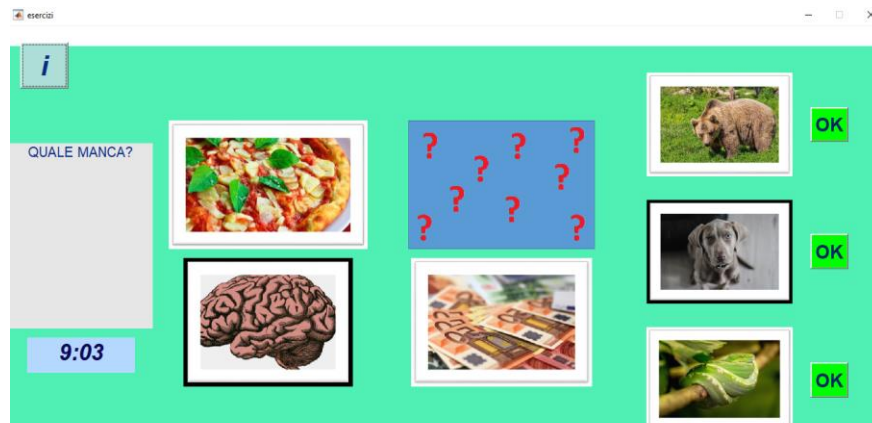 esercizi
i
QUALE MANCA?
? ? ? ? ? ? ? ? ?
OK
OK
OK
9:03